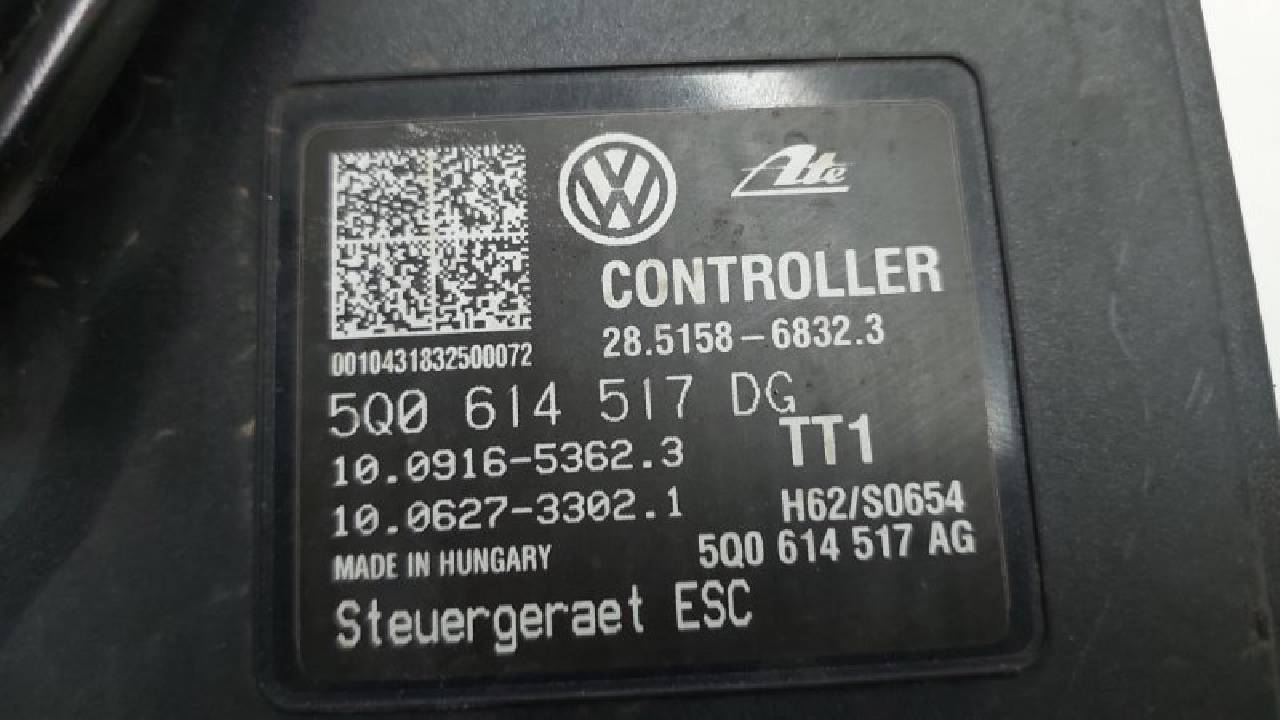 Ate
CONTROLLER
28.5158-6832.3
0010431832500072
5Q0 614 517 DG
TT1
10.0916-5362.3
10.0627-3302.1
H62/S0654
MADE IN HUNGARY
5Q0 614 517 AG
Steuergeraet ESC